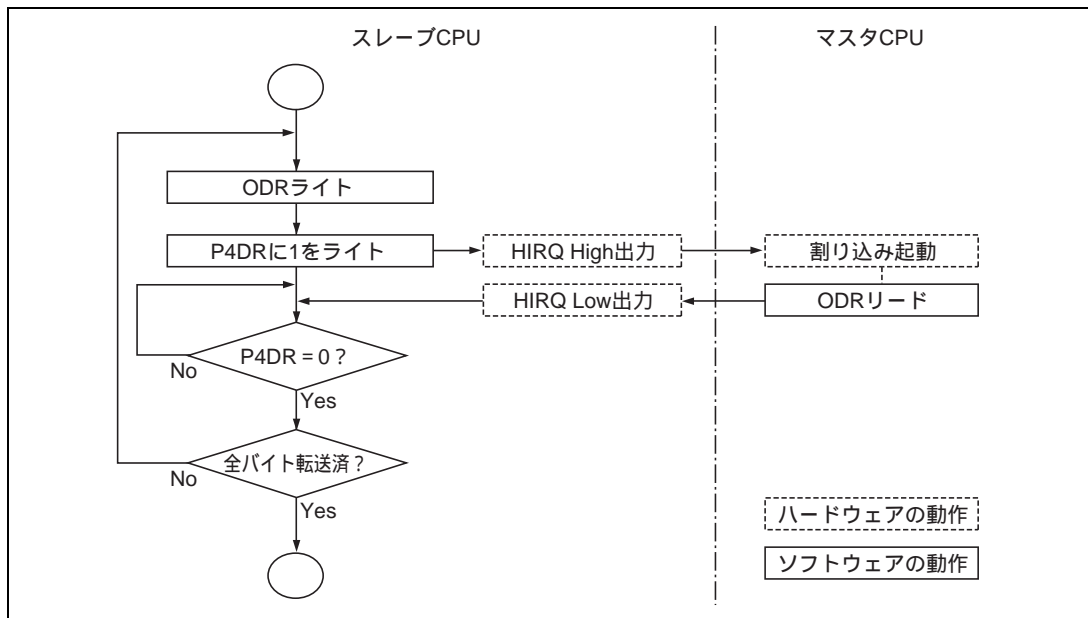 スレーブCPU
マスタCPU
ODRライト
P4DRに1をライト
HIRQ High出力
割り込み起動
HIRQ Low出力
ODRリード
P4DR = 0？
No
Yes
全バイト転送済？
No
Yes
ハードウェアの動作
ソフトウェアの動作